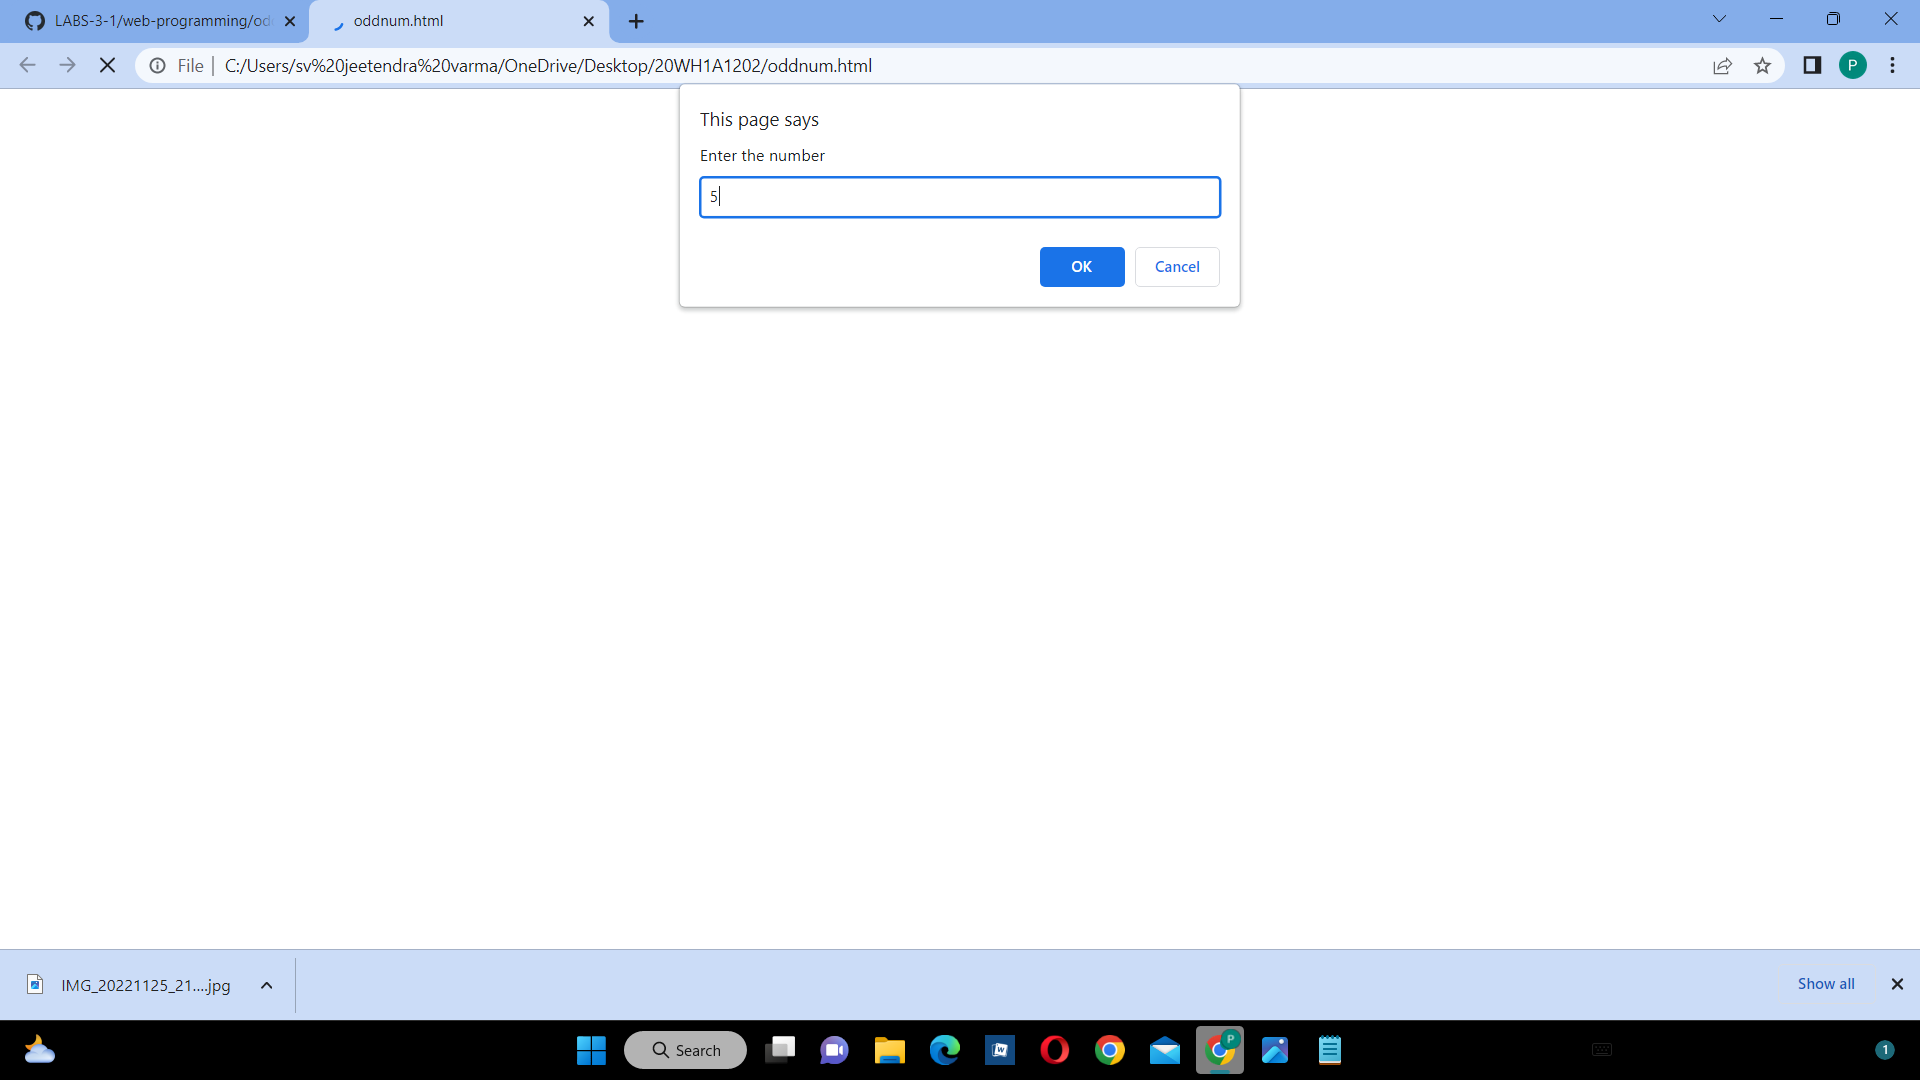 LABS-3-1/web-programming/od
oddnum.html
File
C:/Users/sv%20jeetendra%20varma/OneDrive/Desktop/20WH1A1202/oddnum.html
P
This page says
Enter the number
5
OK
Cancel
IMG_20221125_21....jpg
Show all
Search
W
P
1